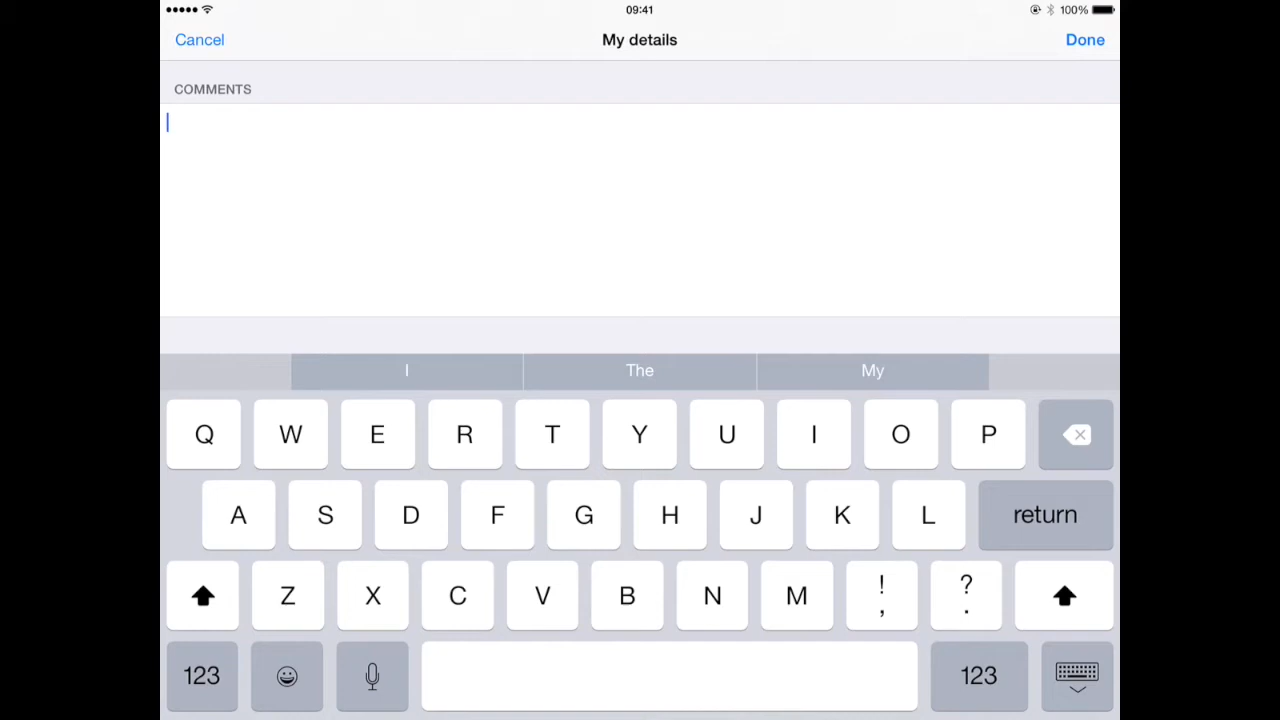 09:41 100%
Cancel My details Done
COMMENTS
I The My
Q W E R T Y U I O P
A S D F G H J K L return
Z X C V B N M ! , ? .
123 123